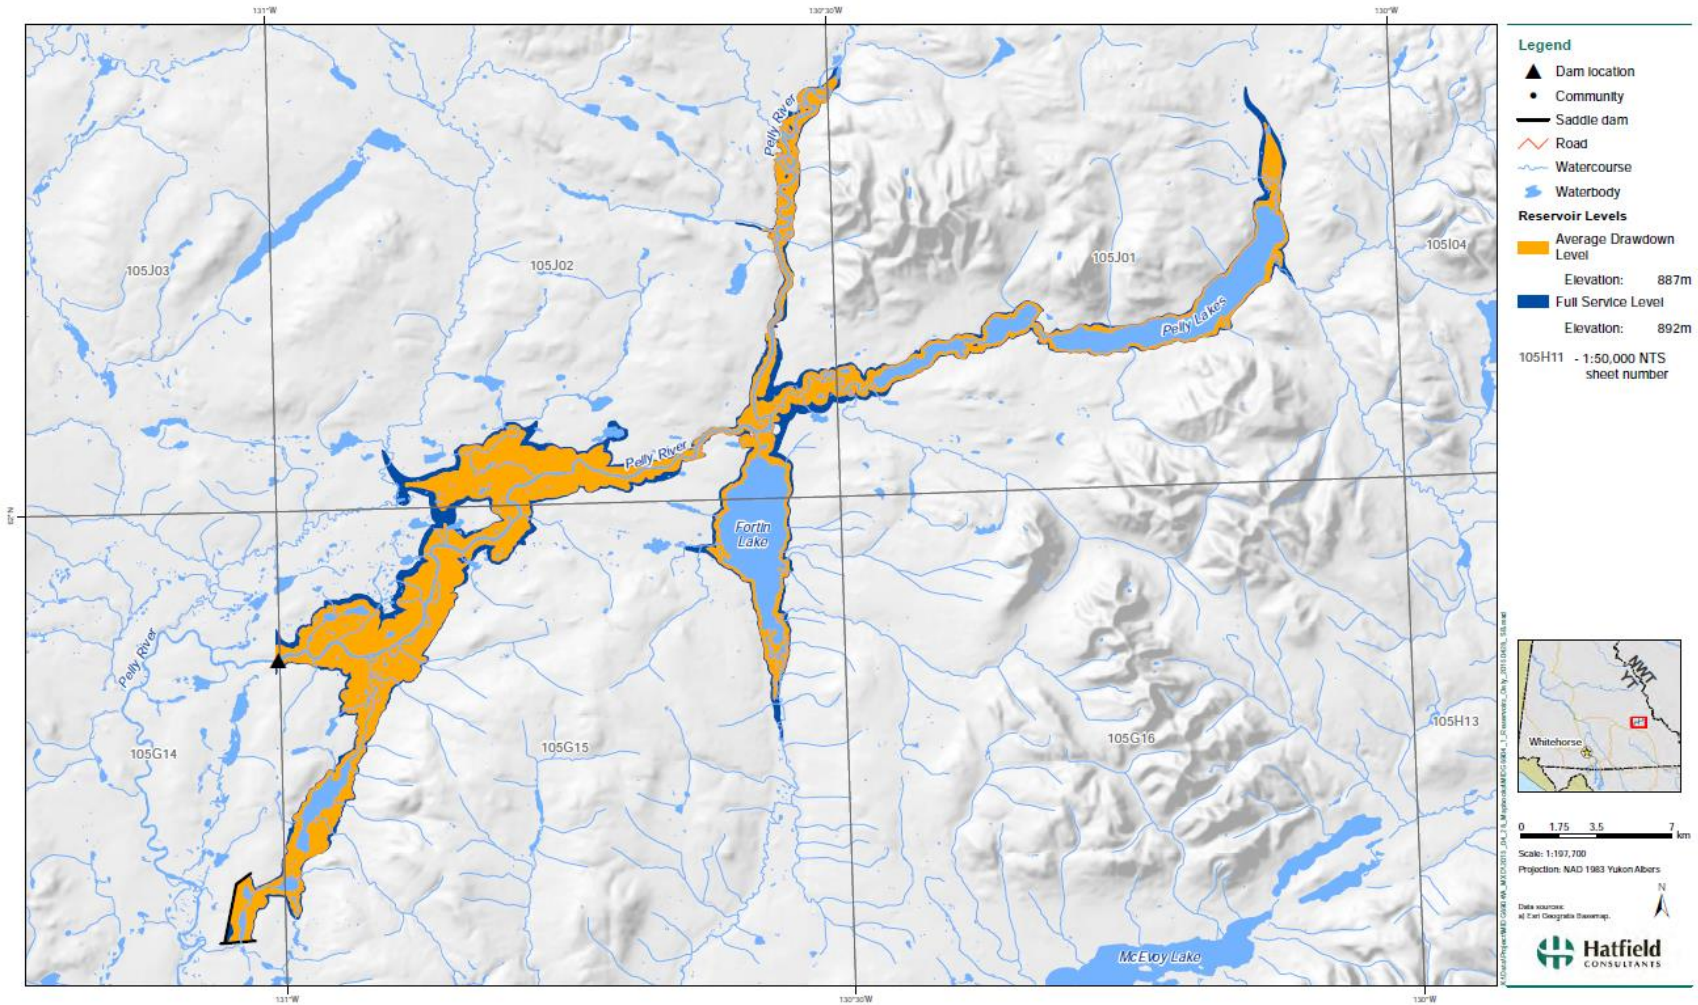 131°W
130°30'W
130°W
Legend
Dam location
Community
Saddle dam
Road
Watercourse
Waterbody
Reservoir Levels
Average Drawdown
Level
Elevation: 887m
Full Service Level
Elevation: 892m
105H11 - 1:50,000 NTS
sheet number
Pelly River
105J03
105J02
105J01
105I04
Pelly Lakes
Pelly River
62°N
Fortin
Lake
Pelly River
105G14
105G15
105G16
105H13
McEvoy Lake
NWT
YT
Whitehorse
0 1.75 3.5 7
km
Scale: 1:197,700
Projection: NAD 1983 Yukon Albers
N
Data sources:
a) Esri Geogratis Basemap.
Hatfield
CONSULTANTS
131°W
130°30'W
130°W